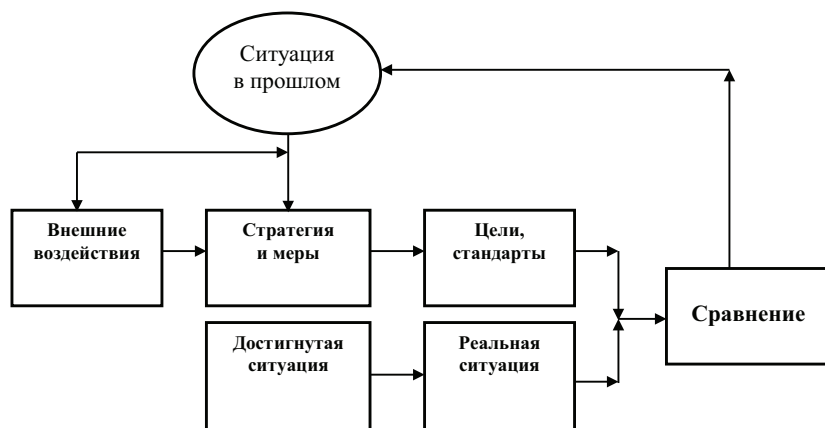 Ситуация
в прошлом
Внешние
воздействия
Стратегия
и меры
Цели,
стандарты
Сравнение
Достигнутая
ситуация
Реальная
ситуация